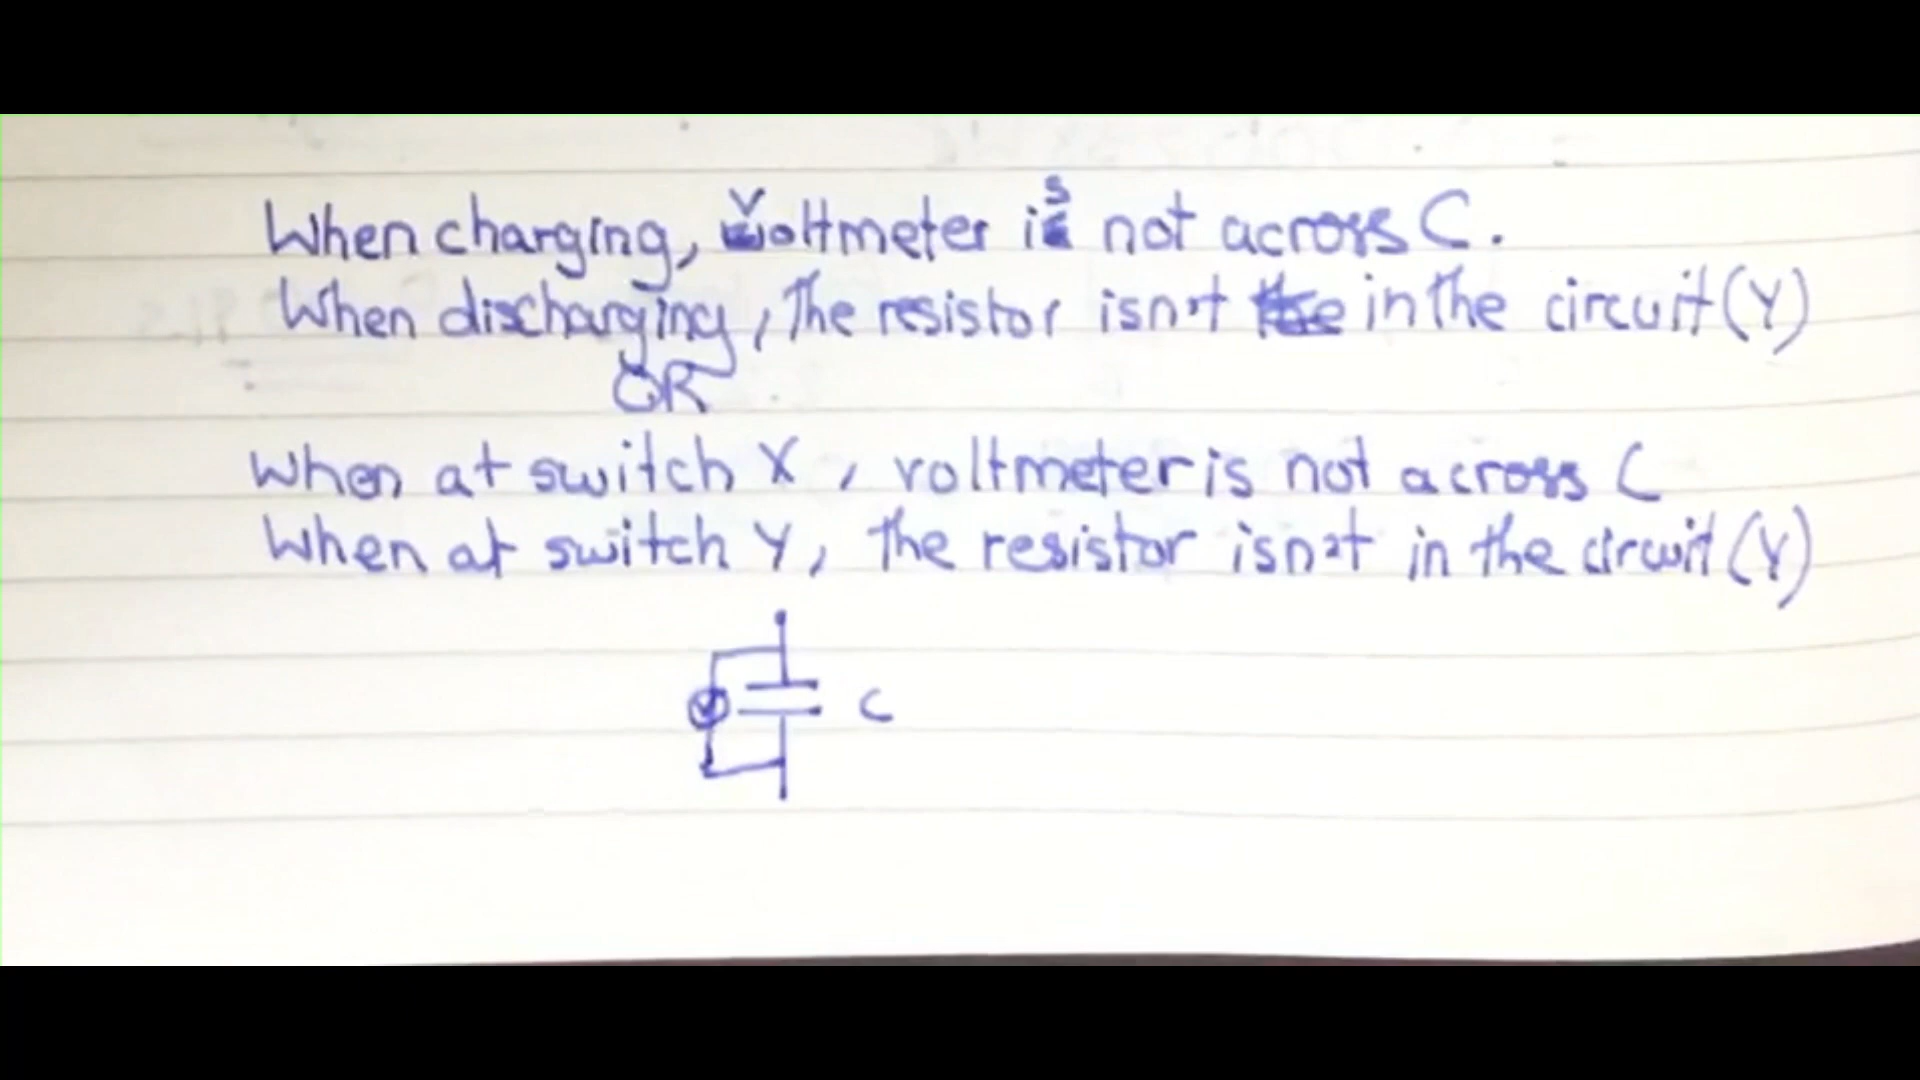 When charging, voltmeter is not across C.
When discharging, the resistor isn't in the circuit (Y)
OR
When at switch X, voltmeter is not across C
When at switch Y, the resistor isn't in the circuit (Y)
V C